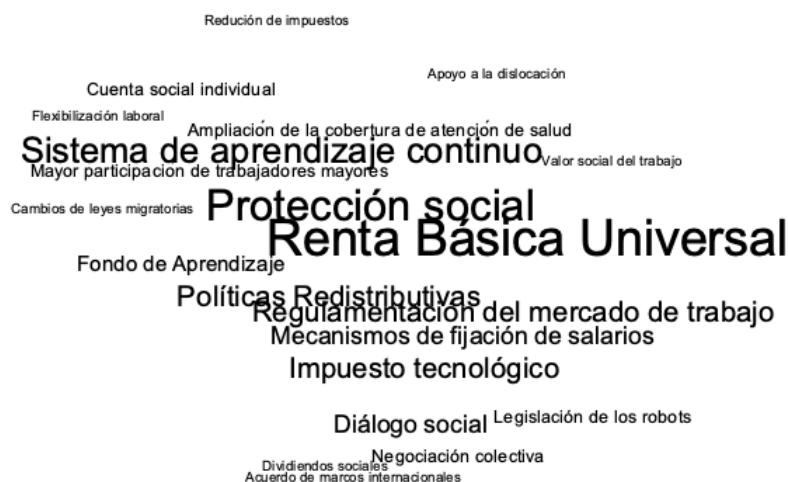 Redución de impuestos
Apoyo a la dislocación
Cuenta social individual
Flexibilización laboral
Ampliación de la cobertura de atención de salud
Sistema de aprendizaje continuo
Valor social del trabajo
Mayor participacion de trabajadores mayores
Cambios de leyes migratorias
Protección social
Renta Básica Universal
Fondo de Aprendizaje
Políticas Redistributivas
Regulamentación del mercado de trabajo
Mecanismos de fijación de salarios
Impuesto tecnológico
Diálogo social
Legislación de los robots
Negociación colectiva
Dividiendos sociales
Acuerdo de marcos internacionales